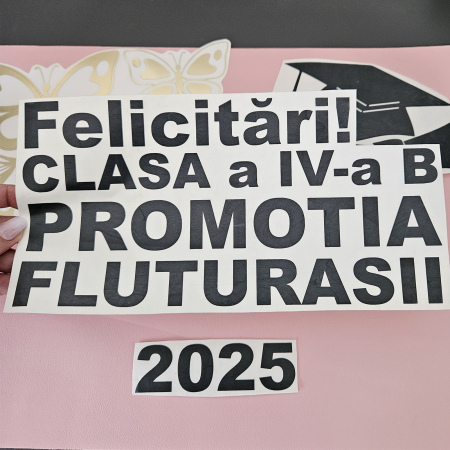 Felicitări!
CLASA a IV-a B
PROMOTIA
FLUTURASII
2025